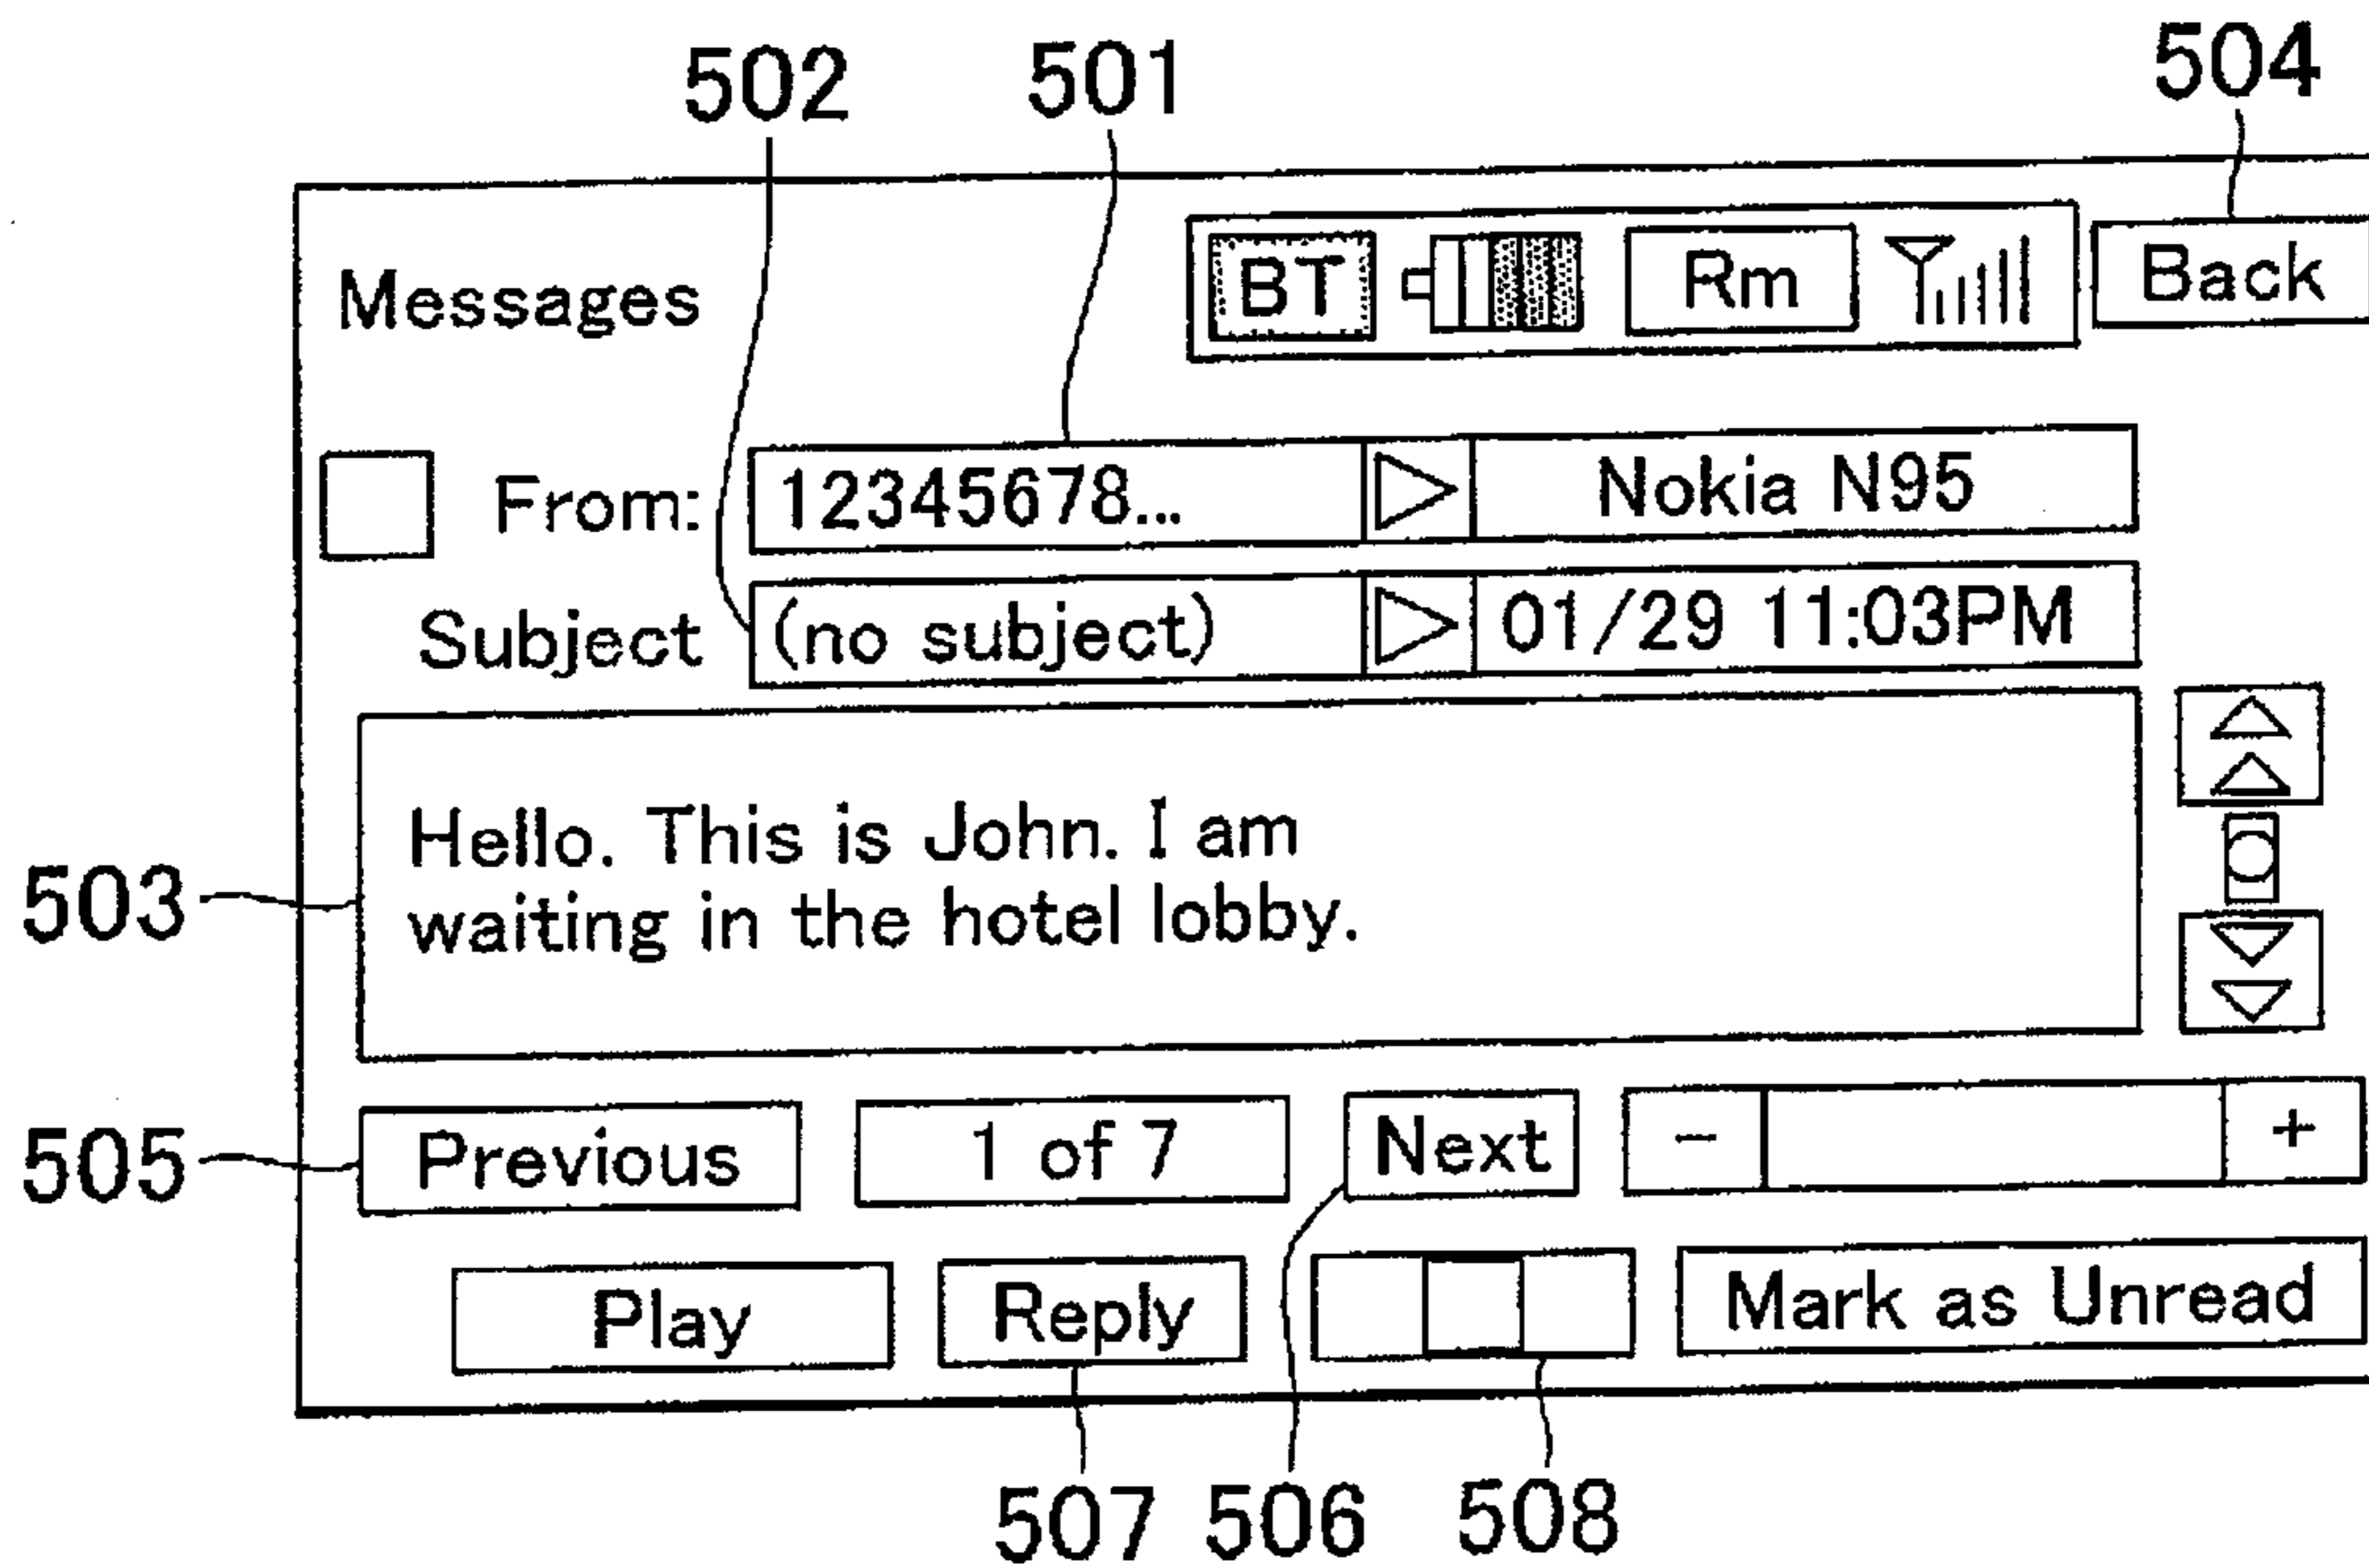 502 501 504
Messages BT Rm Back
From: 12345678... Nokia N95
Subject (no subject) 01/29 11:03PM
Hello. This is John. I am
waiting in the hotel lobby.
503
505 Previous 1 of 7 Next - +
Play Reply Mark as Unread
507 506 508